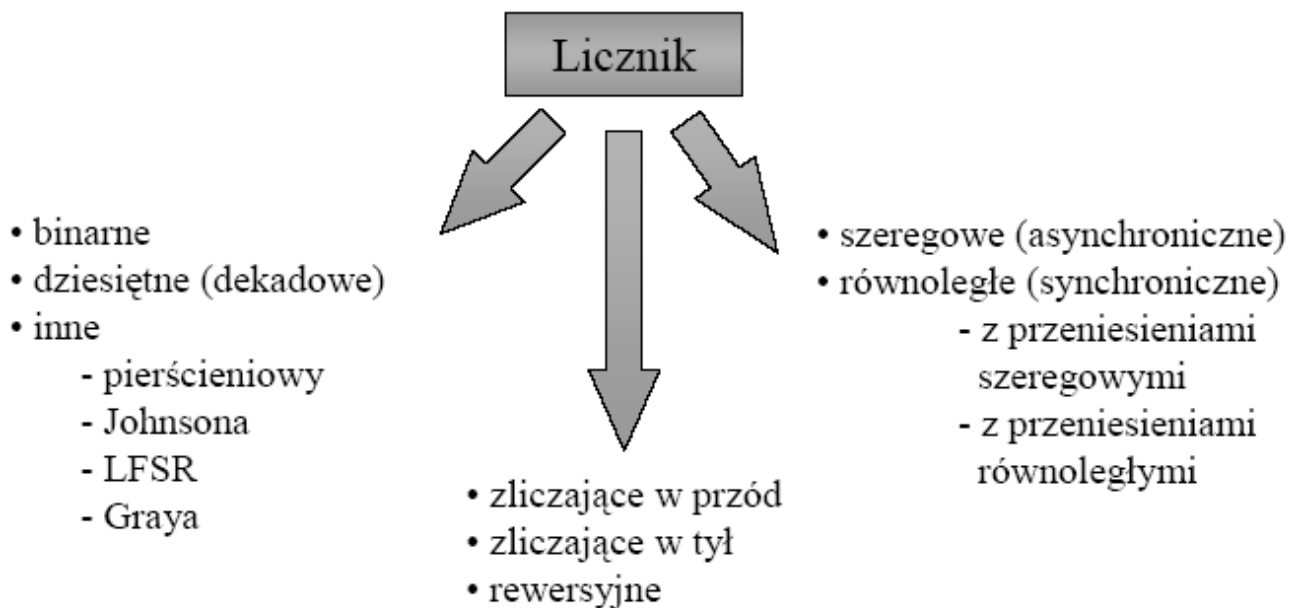 Licznik
• binarne
• dziesiętne (dekadowe)
• inne
- pierścieniowy
- Johnsona
- LFSR
- Graya
• zliczające w przód
• zliczające w tył
• rewersyjne
• szeregowe (asynchroniczne)
• równoległe (synchroniczne)
- z przeniesieniami
szeregowymi
- z przeniesieniami
równoległymi